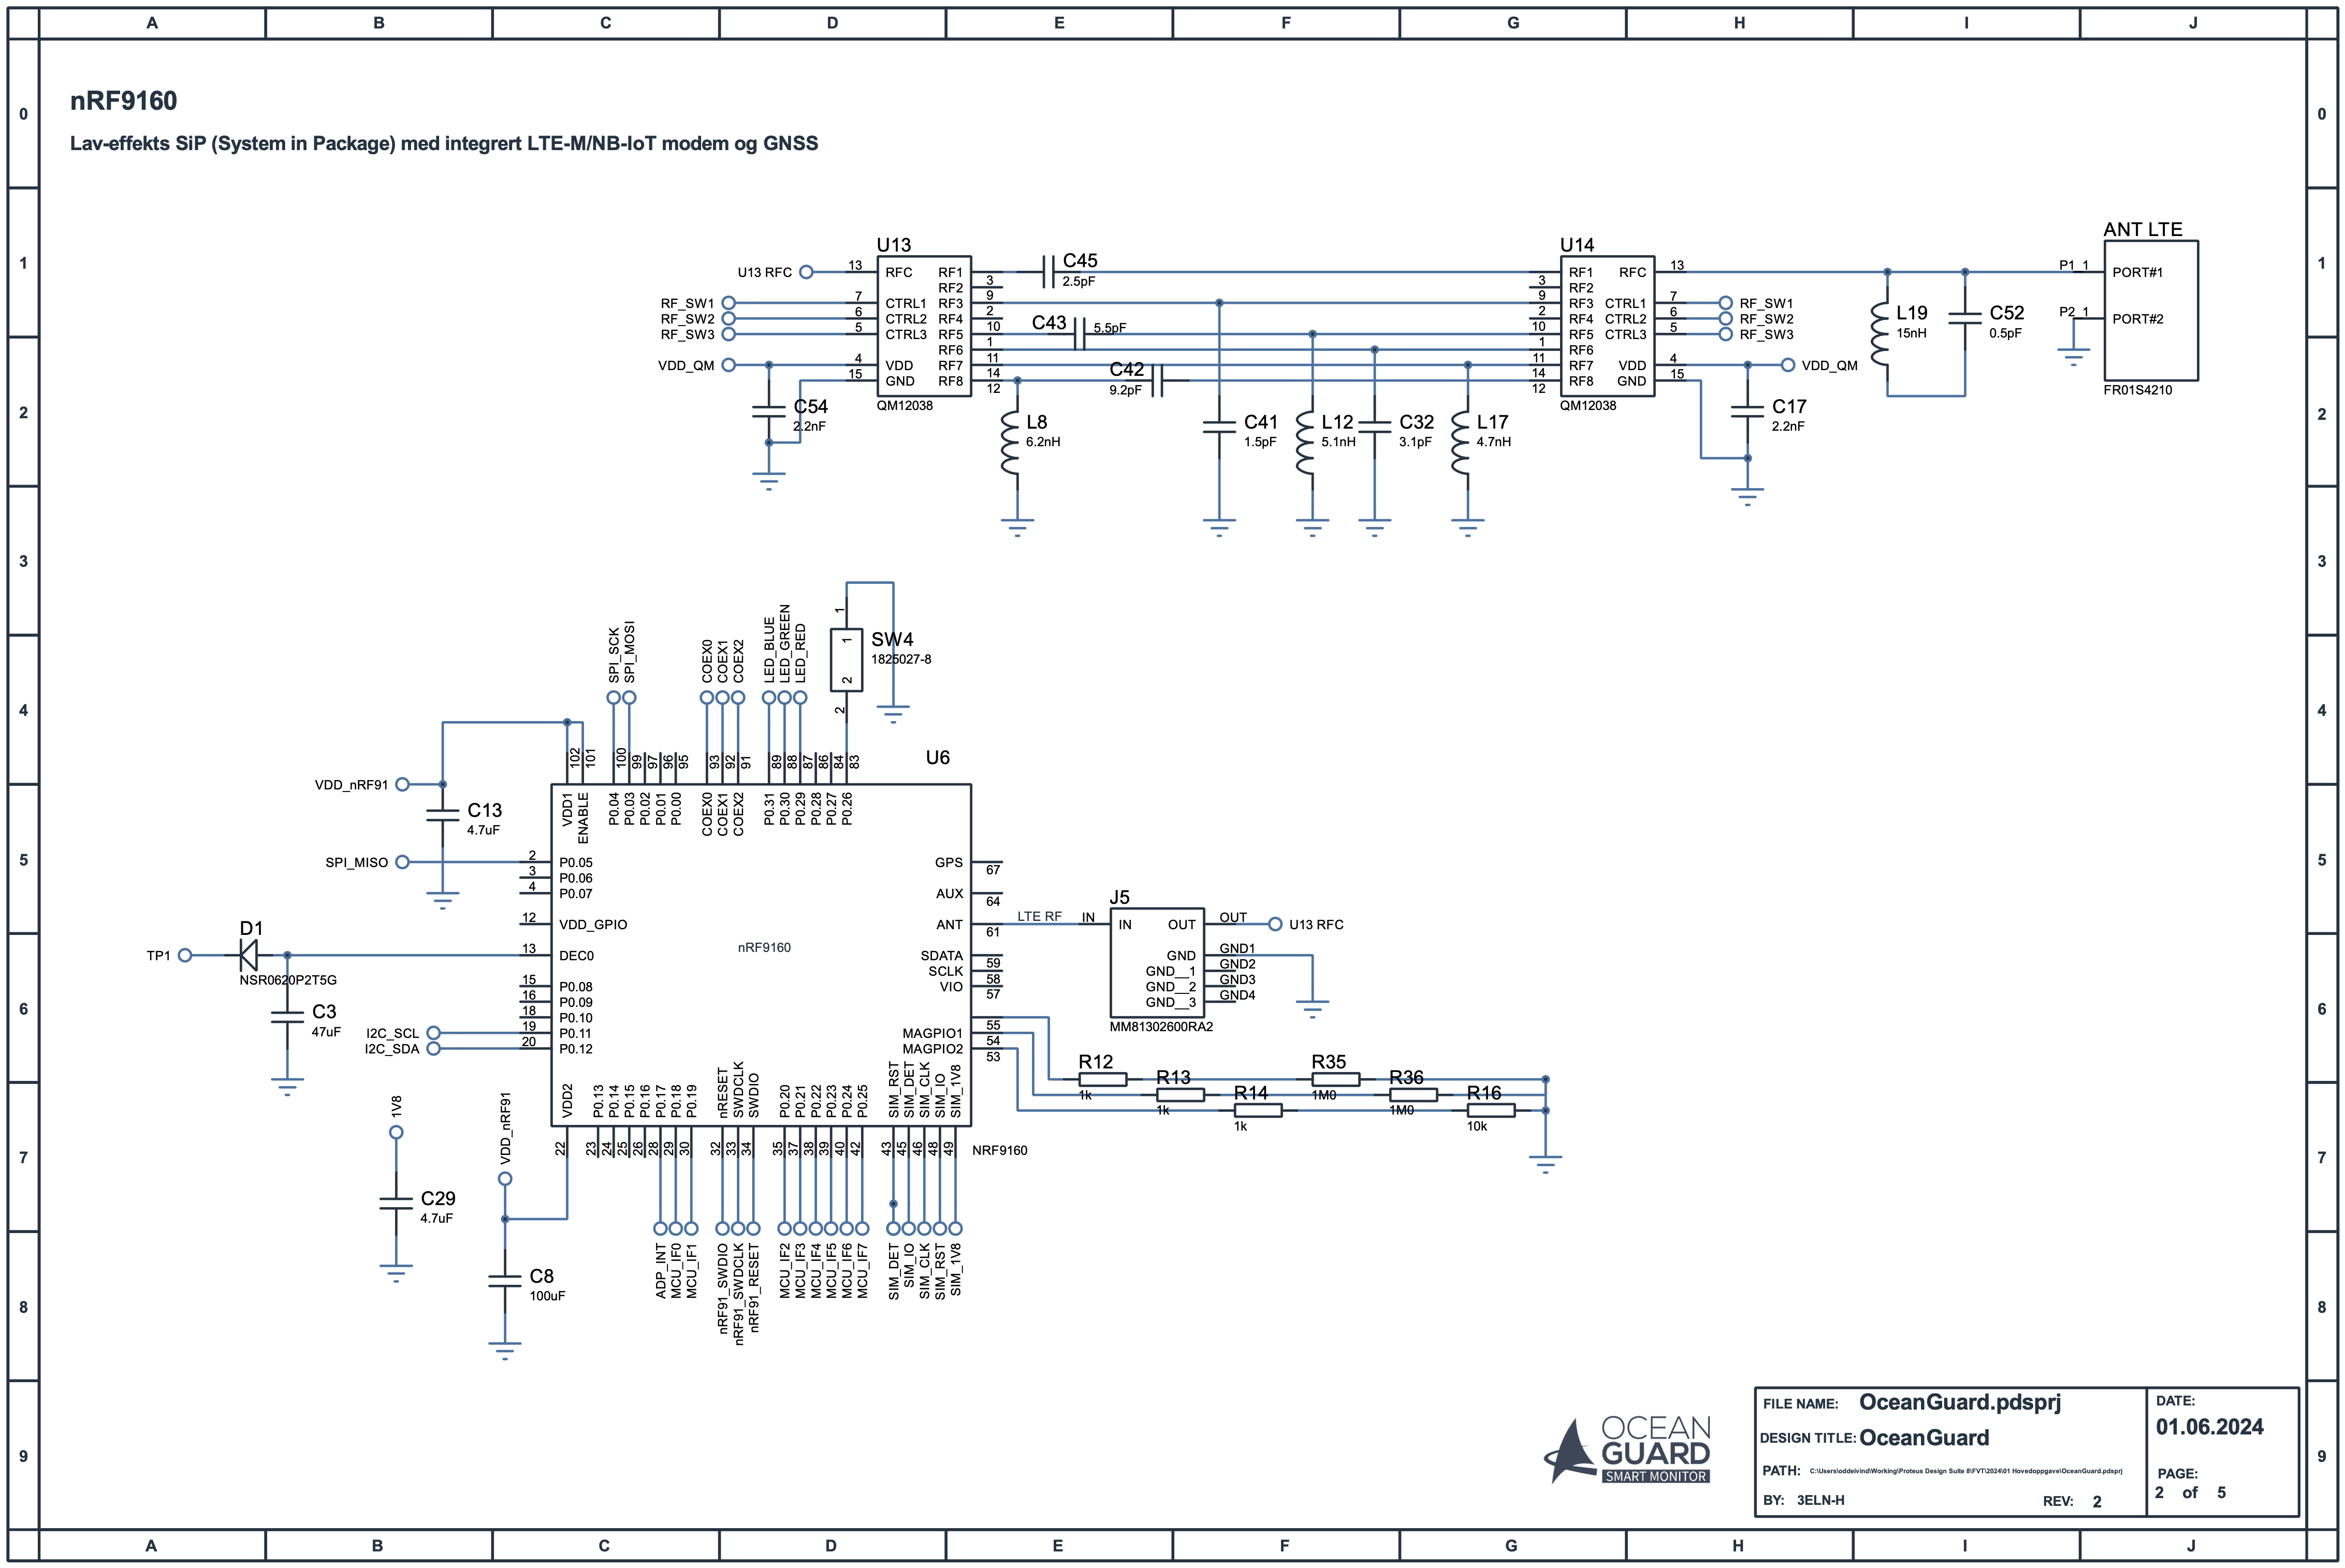 A B C D E F G H I J
0 0
nRF9160
Lav-effekts SiP (System in Package) med integrert LTE-M/NB-IoT modem og GNSS
1 1
U13
U13 RFC 13 RFC RF1
RF2 3
RF_SW1 7 CTRL1 RF3 9
RF_SW2 6 CTRL2 RF4 2
RF_SW3 5 CTRL3 RF5 10
RF6 1
VDD_QM 4 VDD RF7 11
15 GND RF8 14
12
QM12038
C54
2.2nF
C45
2.5pF
C43 5.5pF
C42
9.2pF
L8
6.2nH
C41
1.5pF
L12
5.1nH
C32
3.1pF
L17
4.7nH
U14
RF1 RFC 13
3 RF2
9 RF3 CTRL1 7 RF_SW1
2 RF4 CTRL2 6 RF_SW2
10 RF5 CTRL3 5 RF_SW3
1 RF6
11 RF7 VDD 4 VDD_QM
14 RF8 GND 15
12
QM12038
C17
2.2nF
L19
15nH
C52
0.5pF
ANT LTE
P1 1 PORT#1
P2 1 PORT#2
FR01S4210
2 2
3 3
4 4
SPI_SCK
SPI_MOSI
COEX0
COEX1
COEX2
LED_BLUE
LED_GREEN
LED_RED
1
1
SW4
1825027-8
2
2
U6
102 101 100 99 97 96 95 93 92 91 89 88 87 86 84 83
VDD1 ENABLE P0.04 P0.03 P0.02 P0.01 P0.00 COEX0 COEX1 COEX2 P0.31 P0.30 P0.29 P0.28 P0.27 P0.26
VDD_nRF91
C13
4.7uF
5 5
SPI_MISO 2 P0.05
3 P0.06
4 P0.07
12 VDD_GPIO
TP1 D1 13 DEC0
NSR0620P2T5G
15 P0.08
16 P0.09
18 P0.10
I2C_SCL 19 P0.11
I2C_SDA 20 P0.12
C3
47uF
nRF9160
GPS 67
AUX 64
ANT 61
SDATA 59
SCLK 58
VIO 57
55
MAGPIO1 54
MAGPIO2 53
LTE RF
J5
IN IN OUT OUT U13 RFC
GND GND1
GND__1 GND2
GND__2 GND3
GND__3 GND4
MM81302600RA2
6 6
R12
1k
R13
1k
R14
1k
R35
1M0
R36
1M0
R16
10k
VDD2 P0.13 P0.14 P0.15 P0.16 P0.17 P0.18 P0.19 nRESET SWDCLK SWDIO P0.20 P0.21 P0.22 P0.23 P0.24 P0.25 SIM_RST SIM_DET SIM_CLK SIM_IO SIM_1V8
22 23 24 25 26 28 29 30 32 33 34 35 37 38 39 40 42 43 45 46 48 49
NRF9160
7 7
1V8
C29
4.7uF
VDD_nRF91
C8
100uF
ADP_INT
MCU_IF0
MCU_IF1
nRF91_SWDIO
nRF91_SWDCLK
nRF91_RESET
MCU_IF2
MCU_IF3
MCU_IF4
MCU_IF5
MCU_IF6
MCU_IF7
SIM_DET
SIM_IO
SIM_CLK
SIM_RST
SIM_1V8
8 8
9 9
OCEAN
GUARD
SMART MONITOR
FILE NAME: OceanGuard.pdsprj
DESIGN TITLE: OceanGuard
PATH: C:\Users\oddeivind\Working\Proteus Design Suite 8\FVT\2024\01 Hovedoppgave\OceanGuard.pdsprj
BY: 3ELN-H REV: 2
DATE:
01.06.2024
PAGE:
2 of 5
A B C D E F G H I J